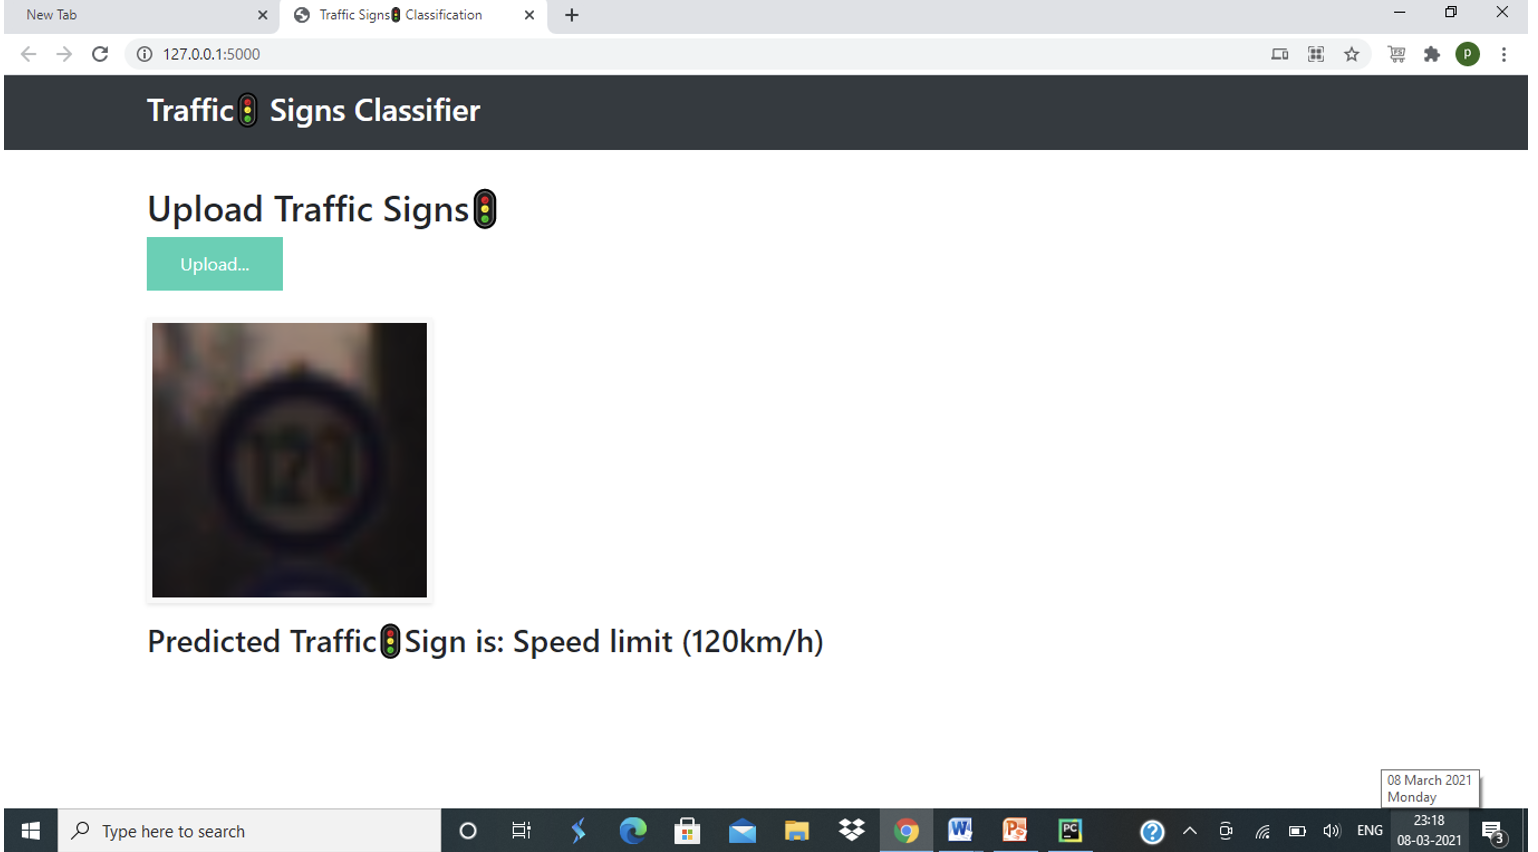 New Tab
Traffic Signs🚦 Classification
127.0.0.1:5000
P
Traffic🚦 Signs Classifier
Upload Traffic Signs🚦
Upload...
120
Predicted Traffic🚦Sign is: Speed limit (120km/h)
08 March 2021
Monday
Type here to search
W
P
PC
?
ENG
23:18
08-03-2021
3